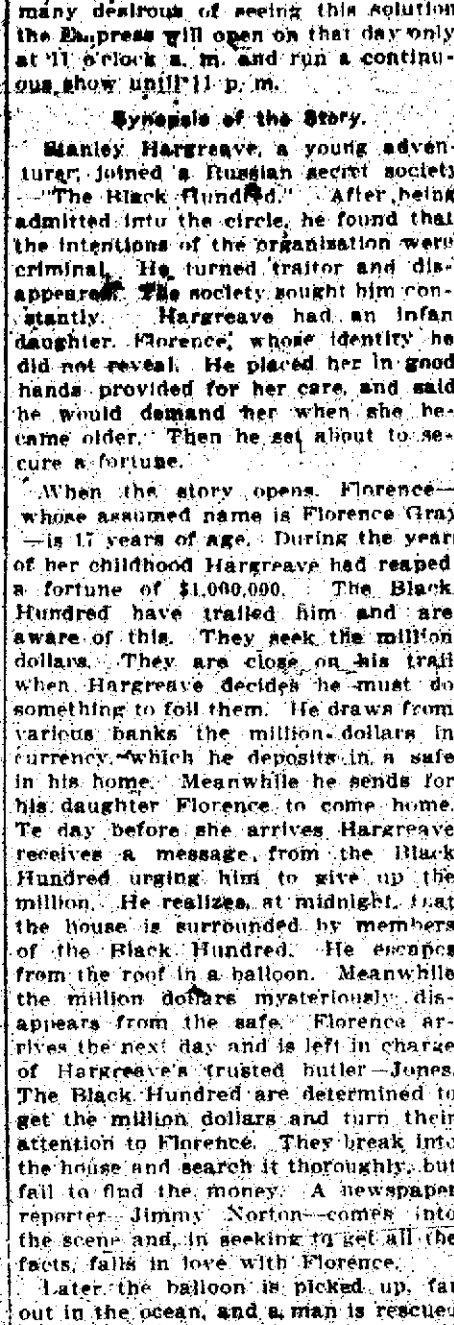 many desirous of seeing this solution
the Empress will open on that day only
at 11 o'clock a. m. and run a continu-
ous show until 11 p. m.
Synopsis of the Story.
Stanley Hargreave, a young adven-
turer, joined a Russian secret society
—"The Black Hundred." After being
admitted into the circle, he found that
the intentions of the organization were
criminal. He turned traitor and dis-
appeared. The society sought him con-
stantly. Hargreave had an infan
daughter. Florence, whose identity he
did not reveal. He placed her in good
hands provided for her care, and said
he would demand her when she be-
came older. Then he set about to se-
cure a fortune.
When the story opens. Florence—
whose assumed name is Florence Gray
—is 17 years of age. During the year
of her childhood Hargreave had reaped
a fortune of $1,000,000. The Black
Hundred have trailed him and are
aware of this. They seek the million
dollars. They are close on his trail
when Hargreave decides he must do
something to foil them. He draws from
various banks the million dollars in
currency, which he deposits in a safe
in his home. Meanwhile he sends for
his daughter Florence to come home.
Te day before she arrives Hargreave
receives a message from the Black
Hundred urging him to give up the
million. He realizes, at midnight, that
the house is surrounded by members
of the Black Hundred. He escapes
from the roof in a balloon. Meanwhile
the million dollars mysteriously dis-
appears from the safe. Florence ar-
rives the next day and is left in charge
of Hargreave's trusted butler—Jones.
The Black Hundred are determined to
get the million dollars and turn their
attention to Florence. They break into
the house and search it thoroughly, but
fail to find the money. A newspaper
reporter—Jimmy Norton—comes into
the scene and, in seeking to get all the
facts, falls in love with Florence.
Later the balloon is picked up, far
out in the ocean, and a man is rescued